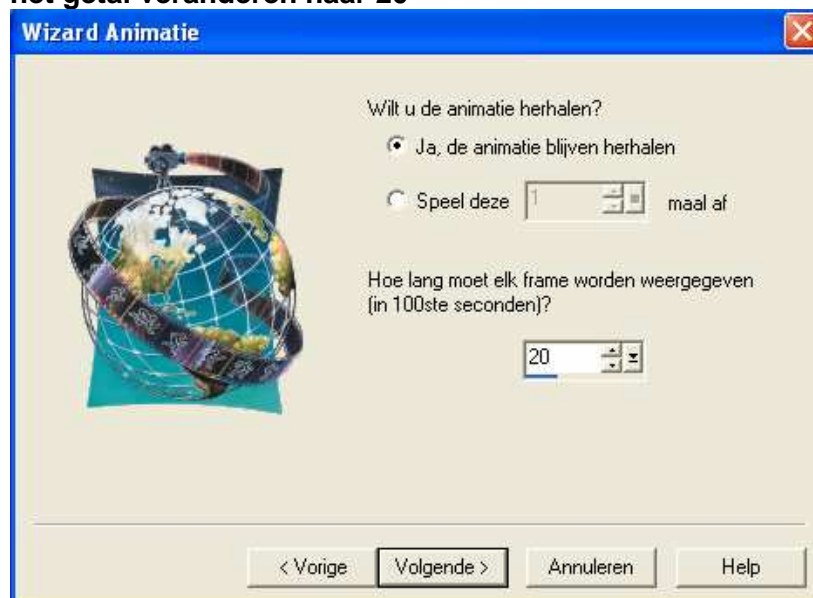 het getal veranderen naar 20
Wizard Animatie
Wilt u de animatie herhalen?
Ja, de animatie blijven herhalen
Speel deze 1 maal af
Hoe lang moet elk frame worden weergegeven
(in 100ste seconden)?
20
< Vorige Volgende > Annuleren Help